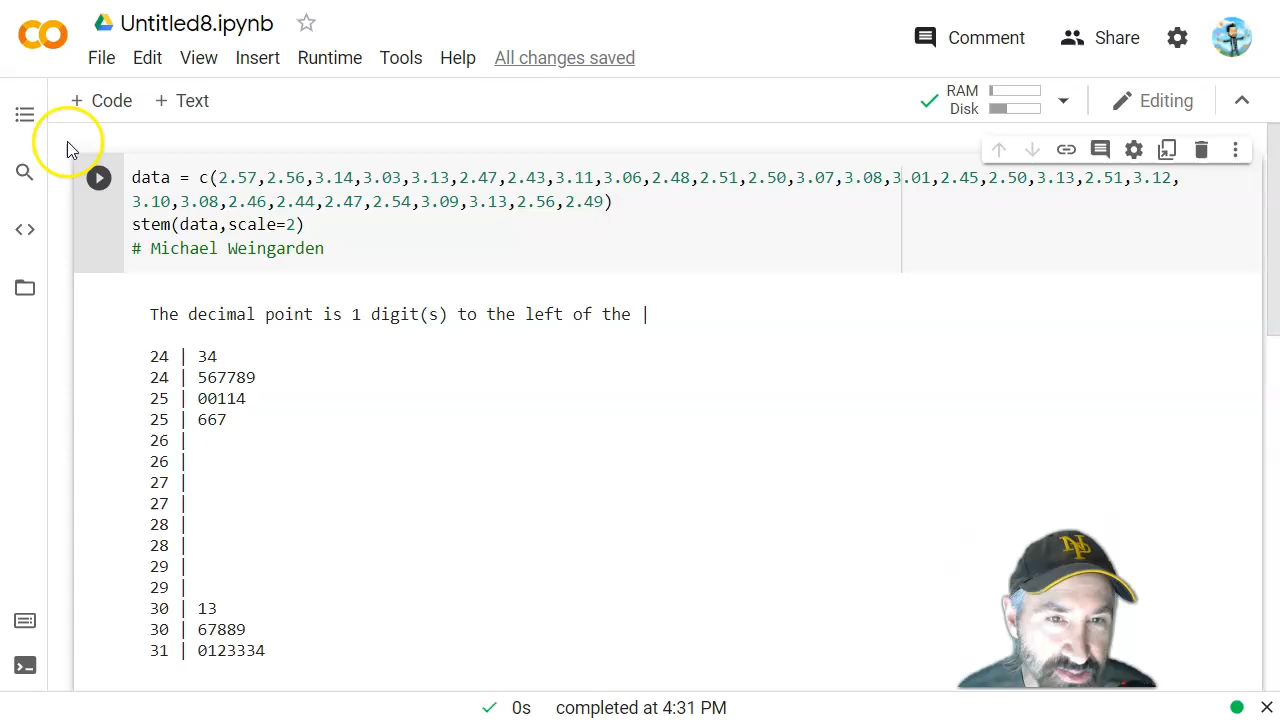 Untitled8.ipynb
File Edit View Insert Runtime Tools Help All changes saved
Comment Share
+ Code + Text
RAM
Disk
Editing
data = c(2.57,2.56,3.14,3.03,3.13,2.47,2.43,3.11,3.06,2.48,2.51,2.50,3.07,3.08,3.01,2.45,2.50,3.13,2.51,3.12,
3.10,3.08,2.46,2.44,2.47,2.54,3.09,3.13,2.56,2.49)
stem(data,scale=2)
# Michael Weingarden
The decimal point is 1 digit(s) to the left of the |
24 | 34
24 | 567789
25 | 00114
25 | 667
26 |
26 |
27 |
27 |
28 |
28 |
29 |
29 |
30 | 13
30 | 67889
31 | 0123334
0s completed at 4:31 PM